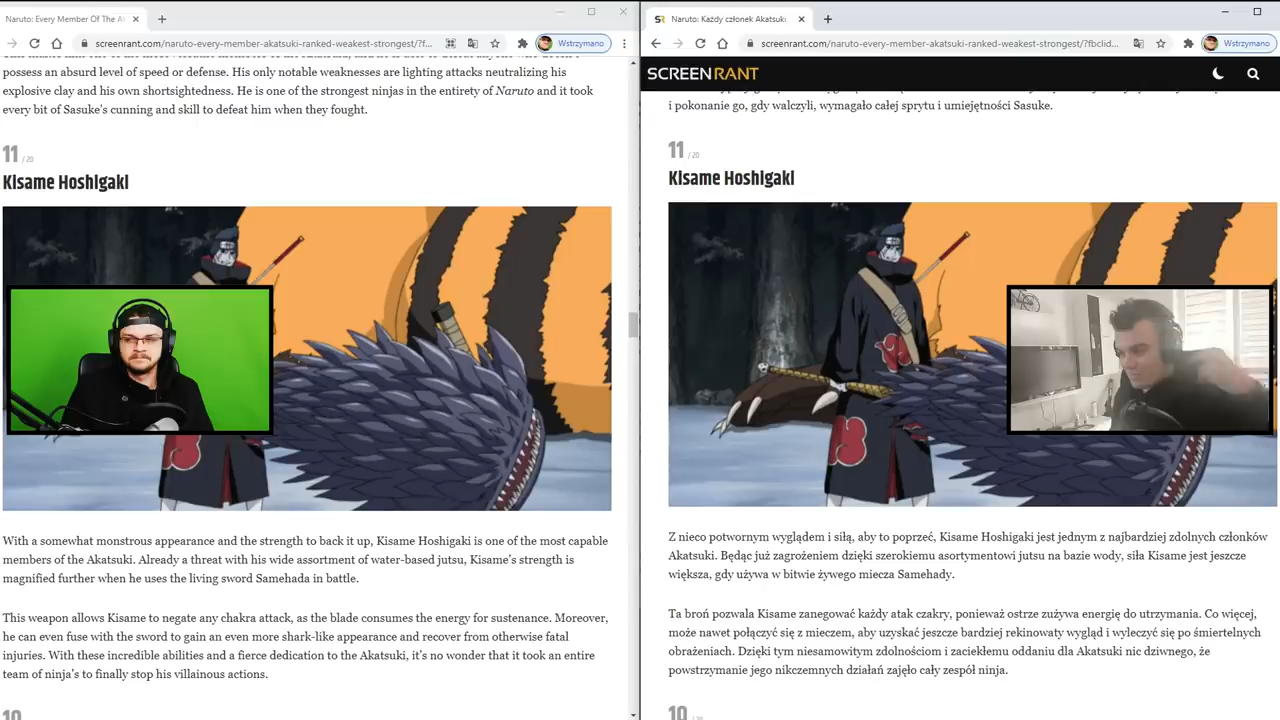 Naruto: Every Member Of The A
screenrant.com/naruto-every-member-akatsuki-ranked-weakest-strongest/?f...
Wstrzymano
possess an absurd level of speed or defense. His only notable weaknesses are lighting attacks neutralizing his
explosive clay and his own shortsightedness. He is one of the strongest ninjas in the entirety of Naruto and it took
every bit of Sasuke's cunning and skill to defeat him when they fought.
11 / 20
Kisame Hoshigaki
With a somewhat monstrous appearance and the strength to back it up, Kisame Hoshigaki is one of the most capable
members of the Akatsuki. Already a threat with his wide assortment of water-based jutsu, Kisame's strength is
magnified further when he uses the living sword Samehada in battle.
This weapon allows Kisame to negate any chakra attack, as the blade consumes the energy for sustenance. Moreover,
he can even fuse with the sword to gain an even more shark-like appearance and recover from otherwise fatal
injuries. With these incredible abilities and a fierce dedication to the Akatsuki, it's no wonder that it took an entire
team of ninja's to finally stop his villainous actions.
10
SR Naruto: Każdy członek Akatsuki
screenrant.com/naruto-every-member-akatsuki-ranked-weakest-strongest/?fbclid...
Wstrzymano
SCREENRANT
i pokonanie go, gdy walczyli, wymagało całej sprytu i umiejętności Sasuke.
11 / 20
Kisame Hoshigaki
Z nieco potwornym wyglądem i siłą, aby to poprzeć, Kisame Hoshigaki jest jednym z najbardziej zdolnych członków
Akatsuki. Będąc już zagrożeniem dzięki szerokiemu asortymentowi jutsu na bazie wody, siła Kisame jest jeszcze
większa, gdy używa w bitwie żywego miecza Samehady.
Ta broń pozwala Kisame zanegować każdy atak czakry, ponieważ ostrze zużywa energię do utrzymania. Co więcej,
może nawet połączyć się z mieczem, aby uzyskać jeszcze bardziej rekinowaty wygląd i wyleczyć się po śmiertelnych
obrażeniach. Dzięki tym niesamowitym zdolnościom i zaciekłemu oddaniu dla Akatsuki nic dziwnego, że
powstrzymanie jego nikczemnych działań zajęło cały zespół ninja.
10 / 20